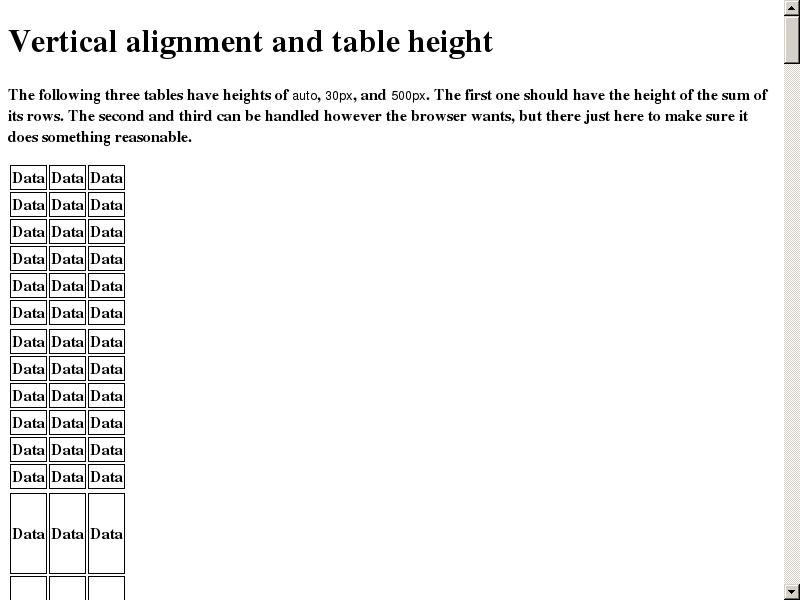 Vertical alignment and table height
The following three tables have heights of auto, 30px, and 500px. The first one should have the height of the sum of
its rows. The second and third can be handled however the browser wants, but there just here to make sure it
does something reasonable.
Data Data Data
Data Data Data
Data Data Data
Data Data Data
Data Data Data
Data Data Data
Data Data Data
Data Data Data
Data Data Data
Data Data Data
Data Data Data
Data Data Data
Data Data Data